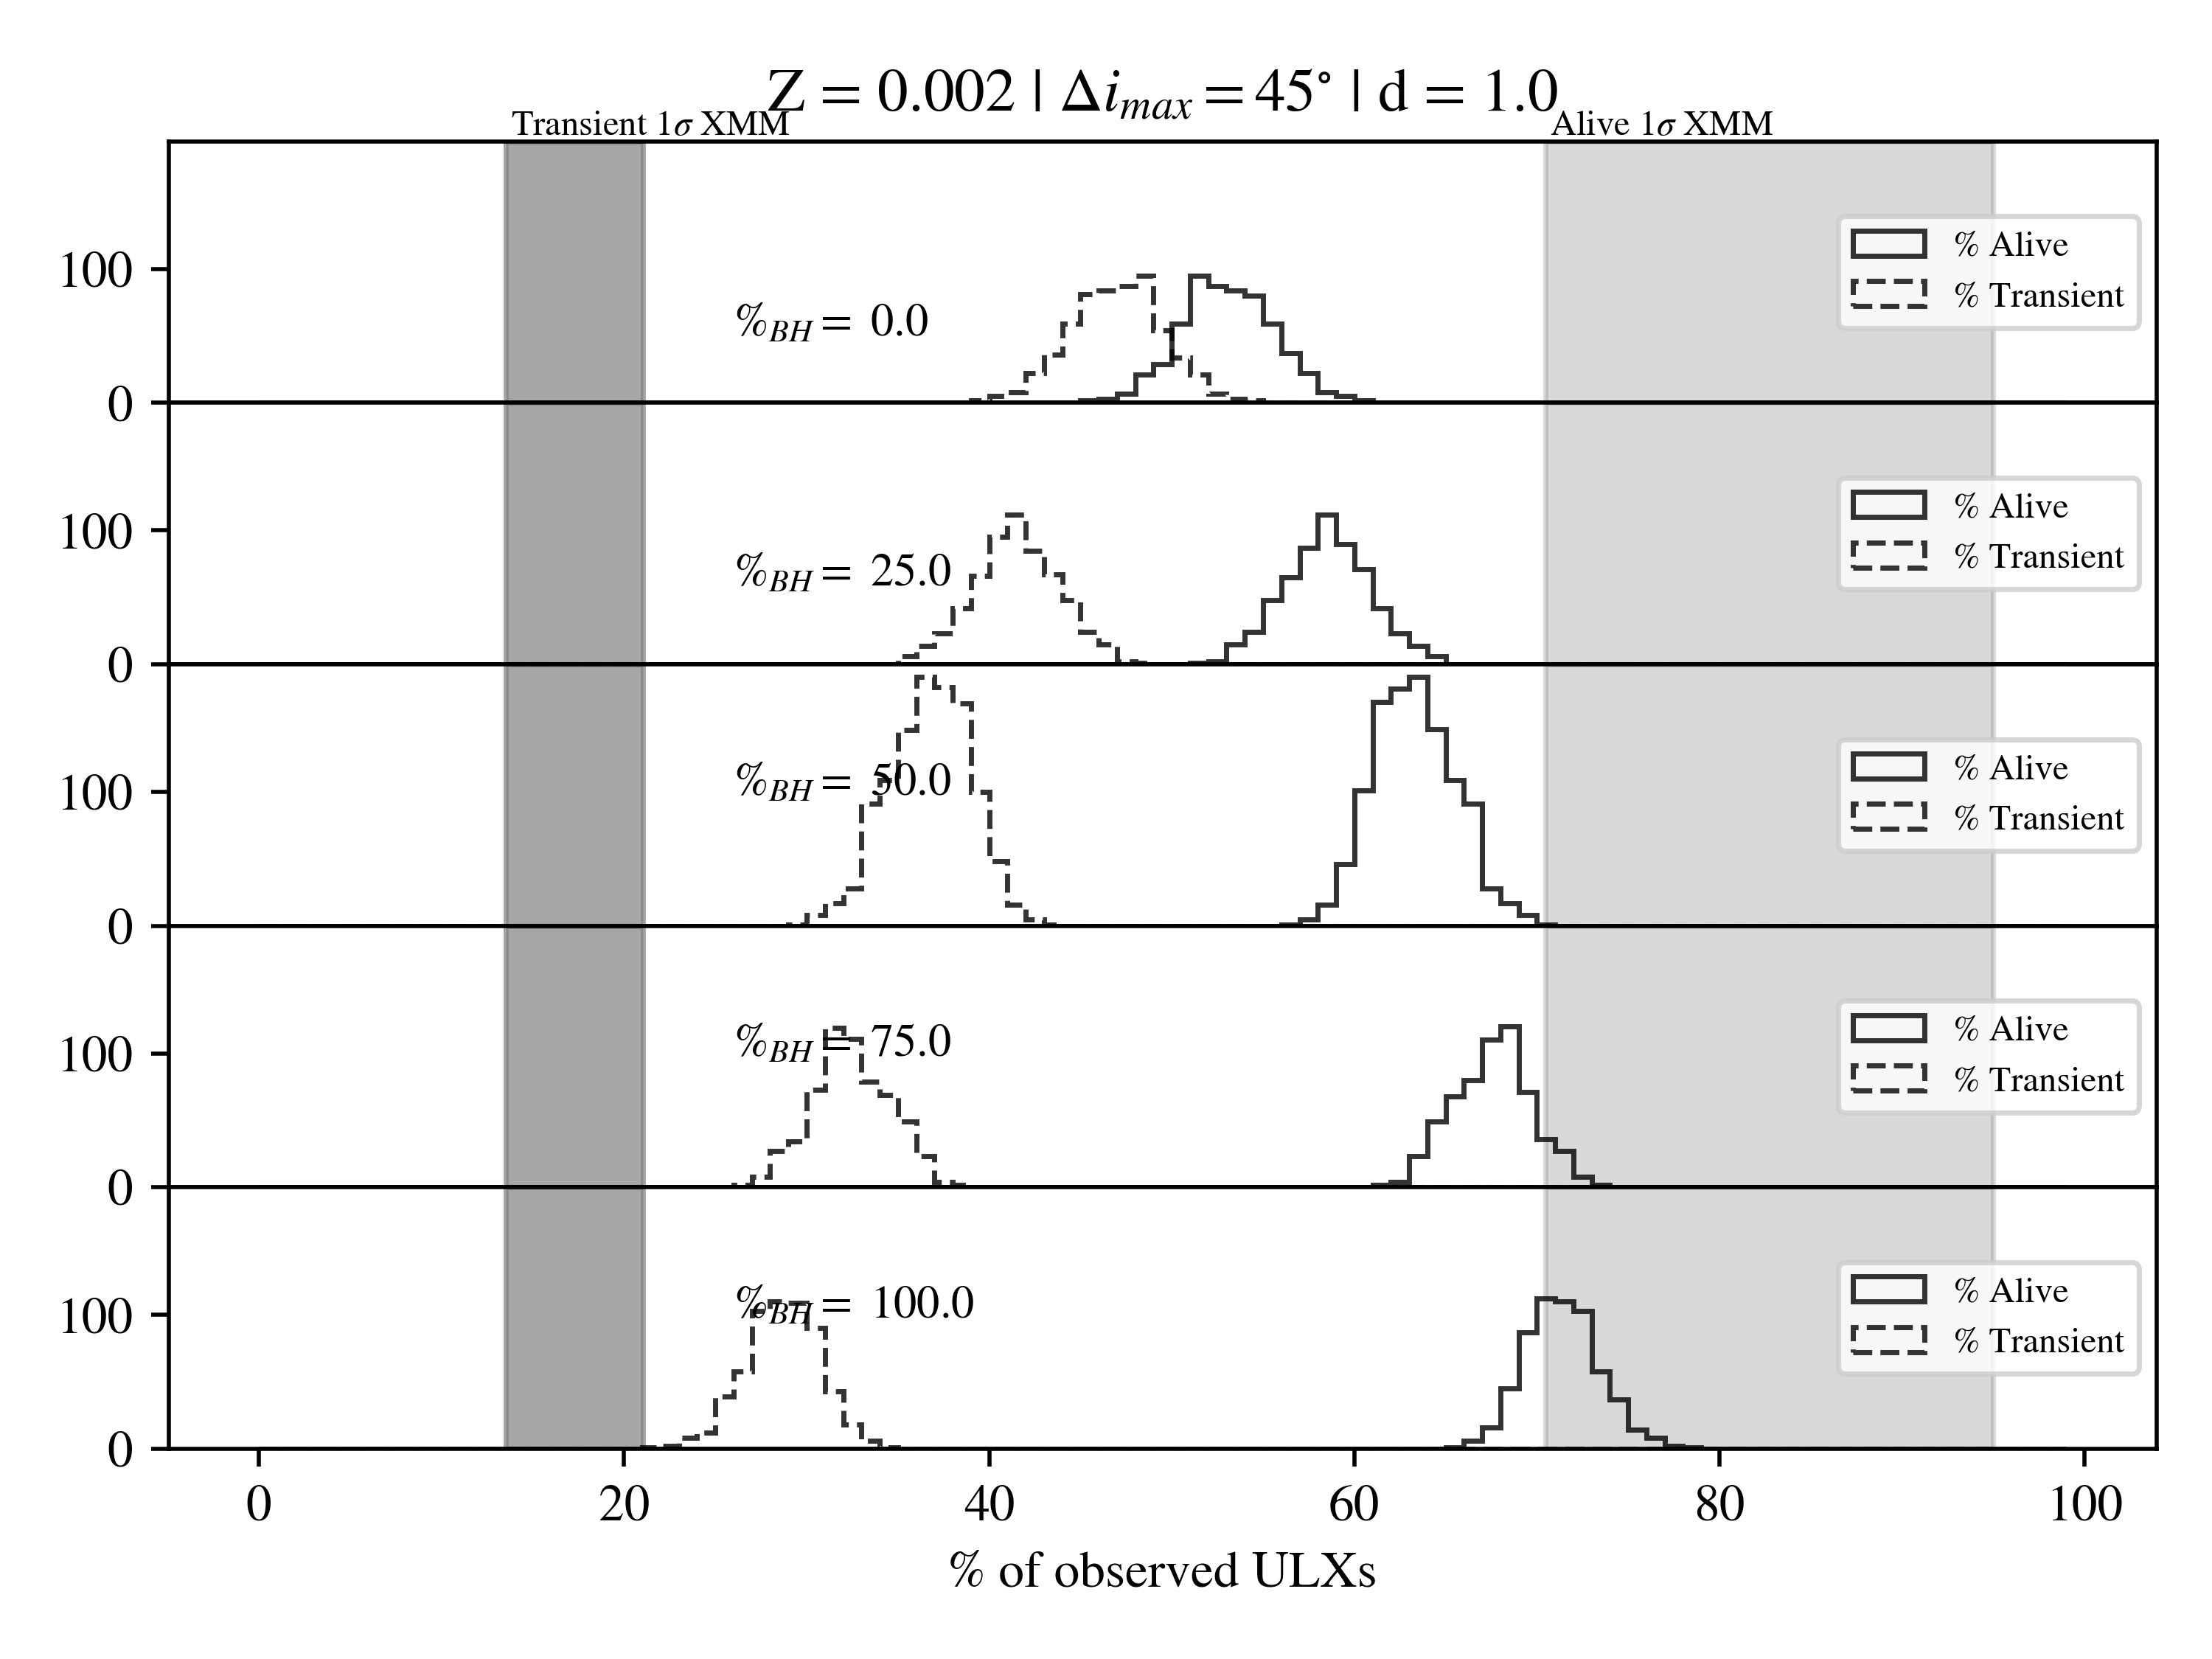 Z = 0.002 | Δi_max = 45° | d = 1.0
Transient 1σ XMM
Alive 1σ XMM
100
0
%_BH = 0.0
% Alive
% Transient
100
0
%_BH = 25.0
% Alive
% Transient
100
0
%_BH = 50.0
% Alive
% Transient
100
0
%_BH = 75.0
% Alive
% Transient
100
0
%_BH = 100.0
% Alive
% Transient
0 20 40 60 80 100
% of observed ULXs